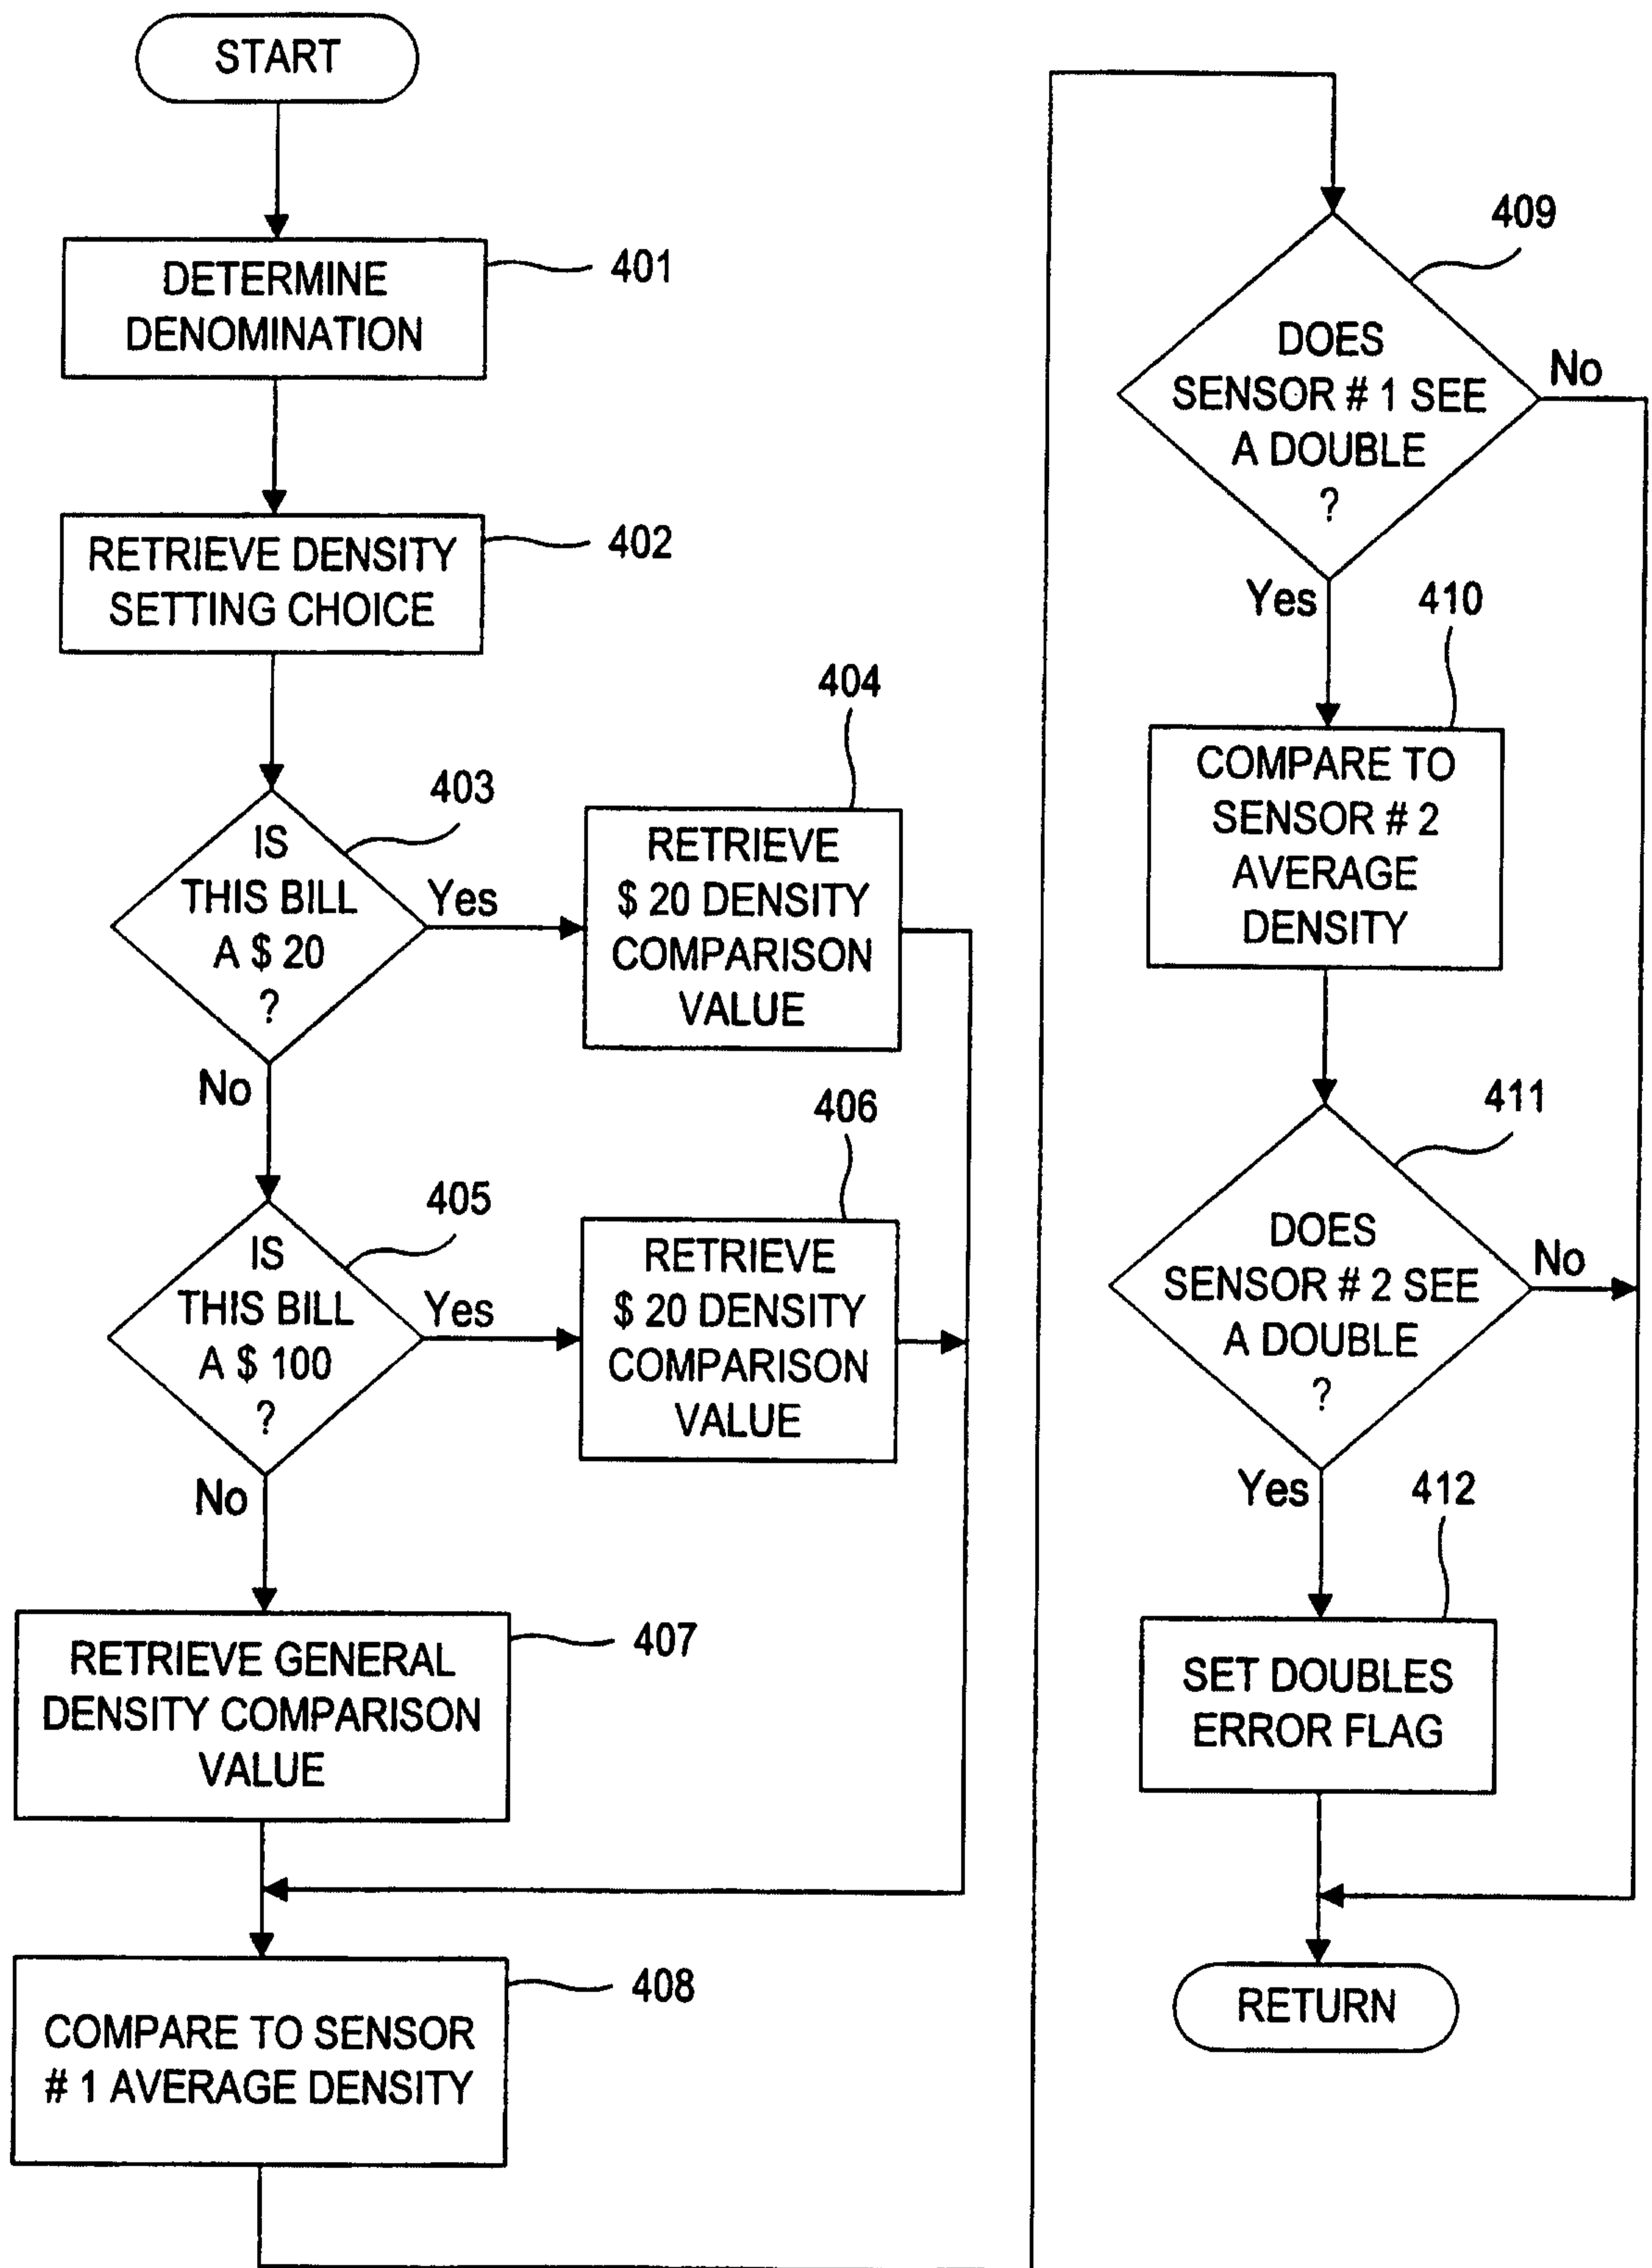 START
DETERMINE
DENOMINATION
401
RETRIEVE DENSITY
SETTING CHOICE
402
403
IS
THIS BILL
A $ 20
?
Yes
No
404
RETRIEVE
$ 20 DENSITY
COMPARISON
VALUE
405
IS
THIS BILL
A $ 100
?
Yes
No
406
RETRIEVE
$ 20 DENSITY
COMPARISON
VALUE
407
RETRIEVE GENERAL
DENSITY COMPARISON
VALUE
408
COMPARE TO SENSOR
# 1 AVERAGE DENSITY
409
DOES
SENSOR # 1 SEE
A DOUBLE
?
No
Yes
410
COMPARE TO
SENSOR # 2
AVERAGE
DENSITY
411
DOES
SENSOR # 2 SEE
A DOUBLE
?
No
Yes
412
SET DOUBLES
ERROR FLAG
RETURN